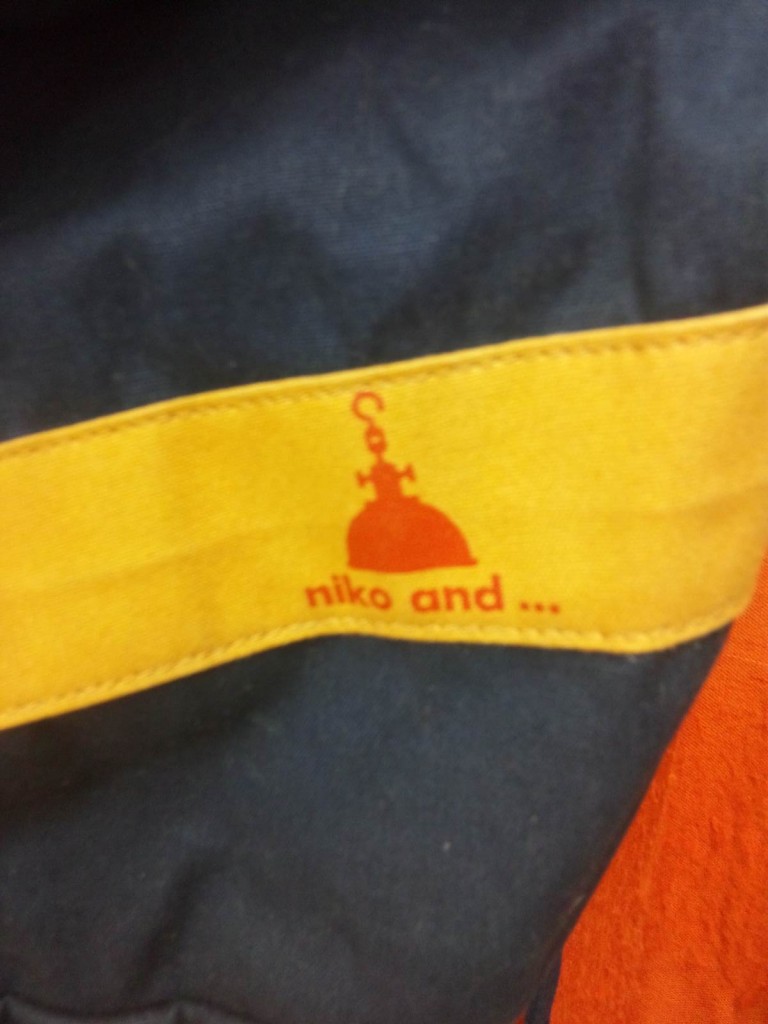 niko and ...